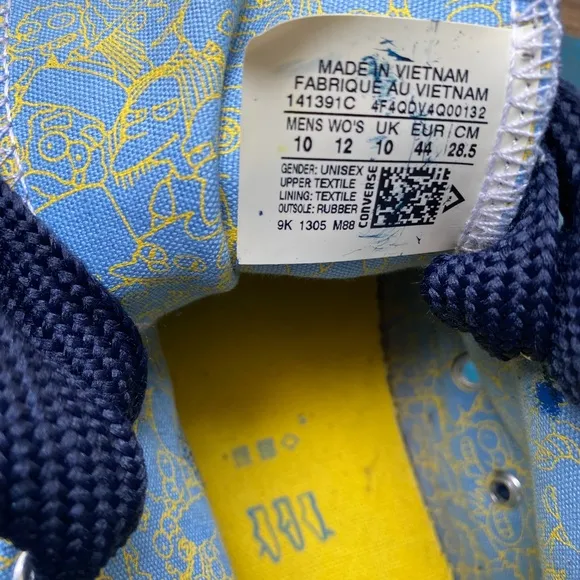 MADE IN VIETNAM
FABRIQUE AU VIETNAM
141391C 4F4QDV4Q00132
MENS WO'S UK EUR CM
10 12 10 44 28.5
GENDER: UNISEX
UPPER: TEXTILE
LINING: TEXTILE
OUTSOLE: RUBBER
CONVERSE
9K 1305 M88